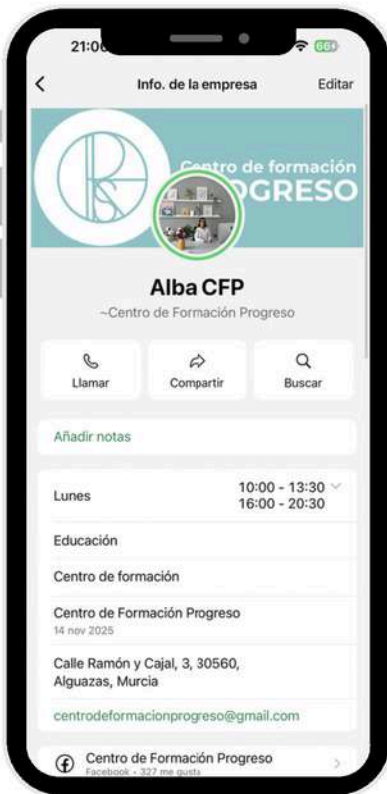 21:06
66
Info. de la empresa
Editar
Centro de formación
PROGRESO
Alba CFP
~Centro de Formación Progreso
Llamar
Compartir
Buscar
Añadir notas
Lunes
10:00 - 13:30
16:00 - 20:30
Educación
Centro de formación
Centro de Formación Progreso
14 nov 2025
Calle Ramón y Cajal, 3, 30560,
Alguazas, Murcia
centrodeformacionprogreso@gmail.com
Centro de Formación Progreso
Facebook - 327 me gusta